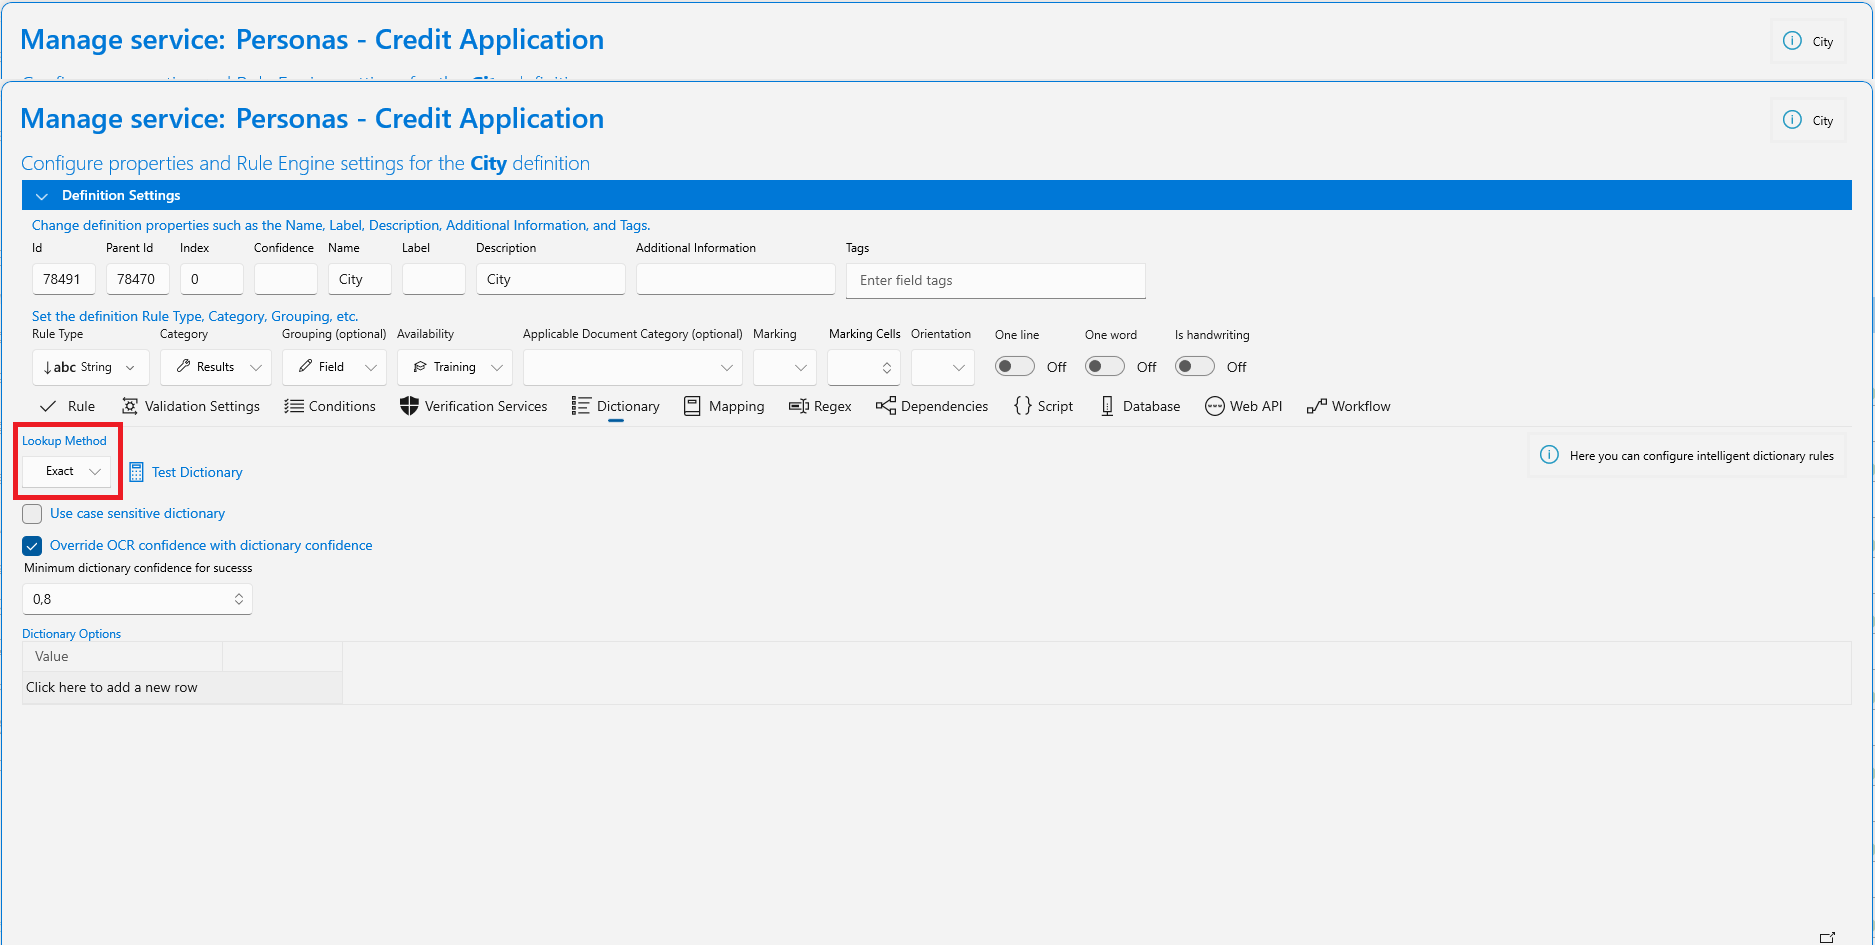 Manage service: Personas - Credit Application
City
Manage service: Personas - Credit Application
City
Configure properties and Rule Engine settings for the City definition
Definition Settings
Change definition properties such as the Name, Label, Description, Additional Information, and Tags.
Id Parent Id Index Confidence Name Label Description Additional Information Tags
78491 78470 0 City City Enter field tags
Set the definition Rule Type, Category, Grouping, etc.
Rule Type Category Grouping (optional) Availability Applicable Document Category (optional) Marking Marking Cells Orientation One line One word Is handwriting
abc String Results Field Training Off Off Off
Rule Validation Settings Conditions Verification Services Dictionary Mapping Regex Dependencies Script Database Web API Workflow
Lookup Method
Exact Test Dictionary
Here you can configure intelligent dictionary rules
Use case sensitive dictionary
Override OCR confidence with dictionary confidence
Minimum dictionary confidence for sucesss
0,8
Dictionary Options
Value
Click here to add a new row